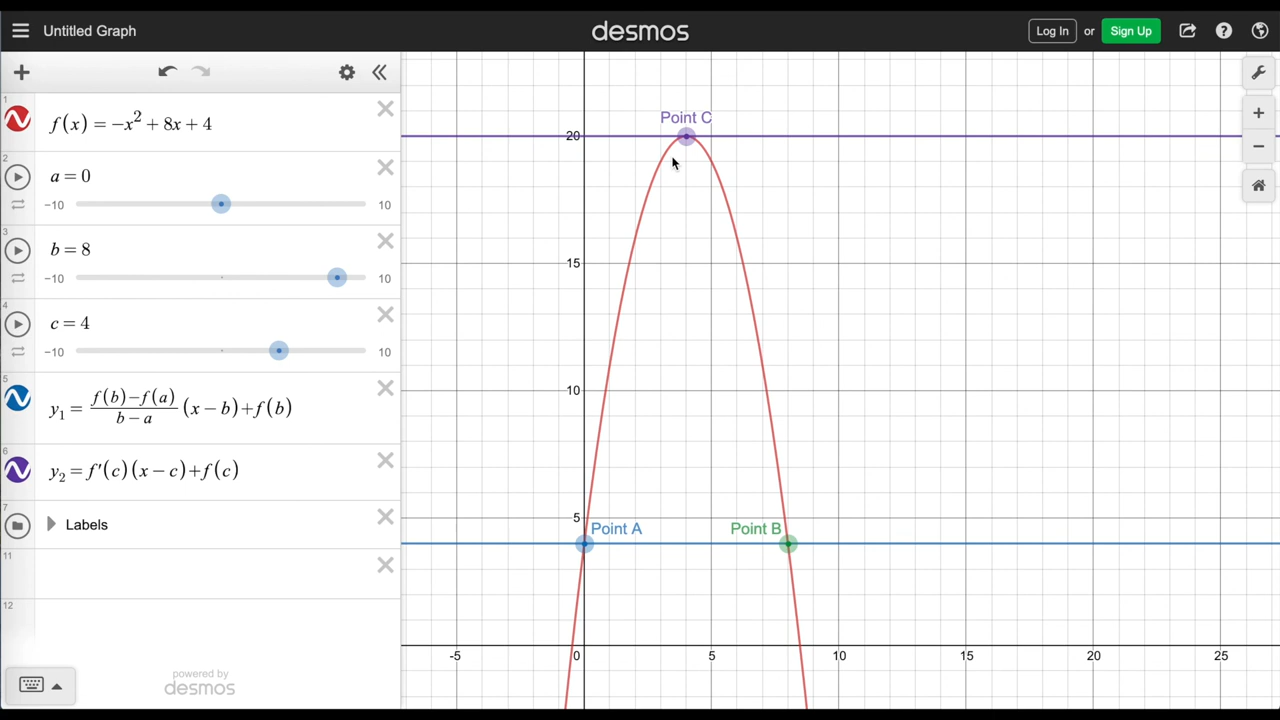 Untitled Graph
desmos
Log In or Sign Up
1
f(x) = −x² + 8x + 4
2
a = 0
-10 10
3
b = 8
-10 10
4
c = 4
-10 10
5
y₁ = f(b)−f(a) / b−a (x−b)+f(b)
6
y₂ = f′(c)(x−c)+f(c)
7
Labels
11
12
powered by
desmos
Point C
20
15
10
5
Point A Point B
-5 0 5 10 15 20 25